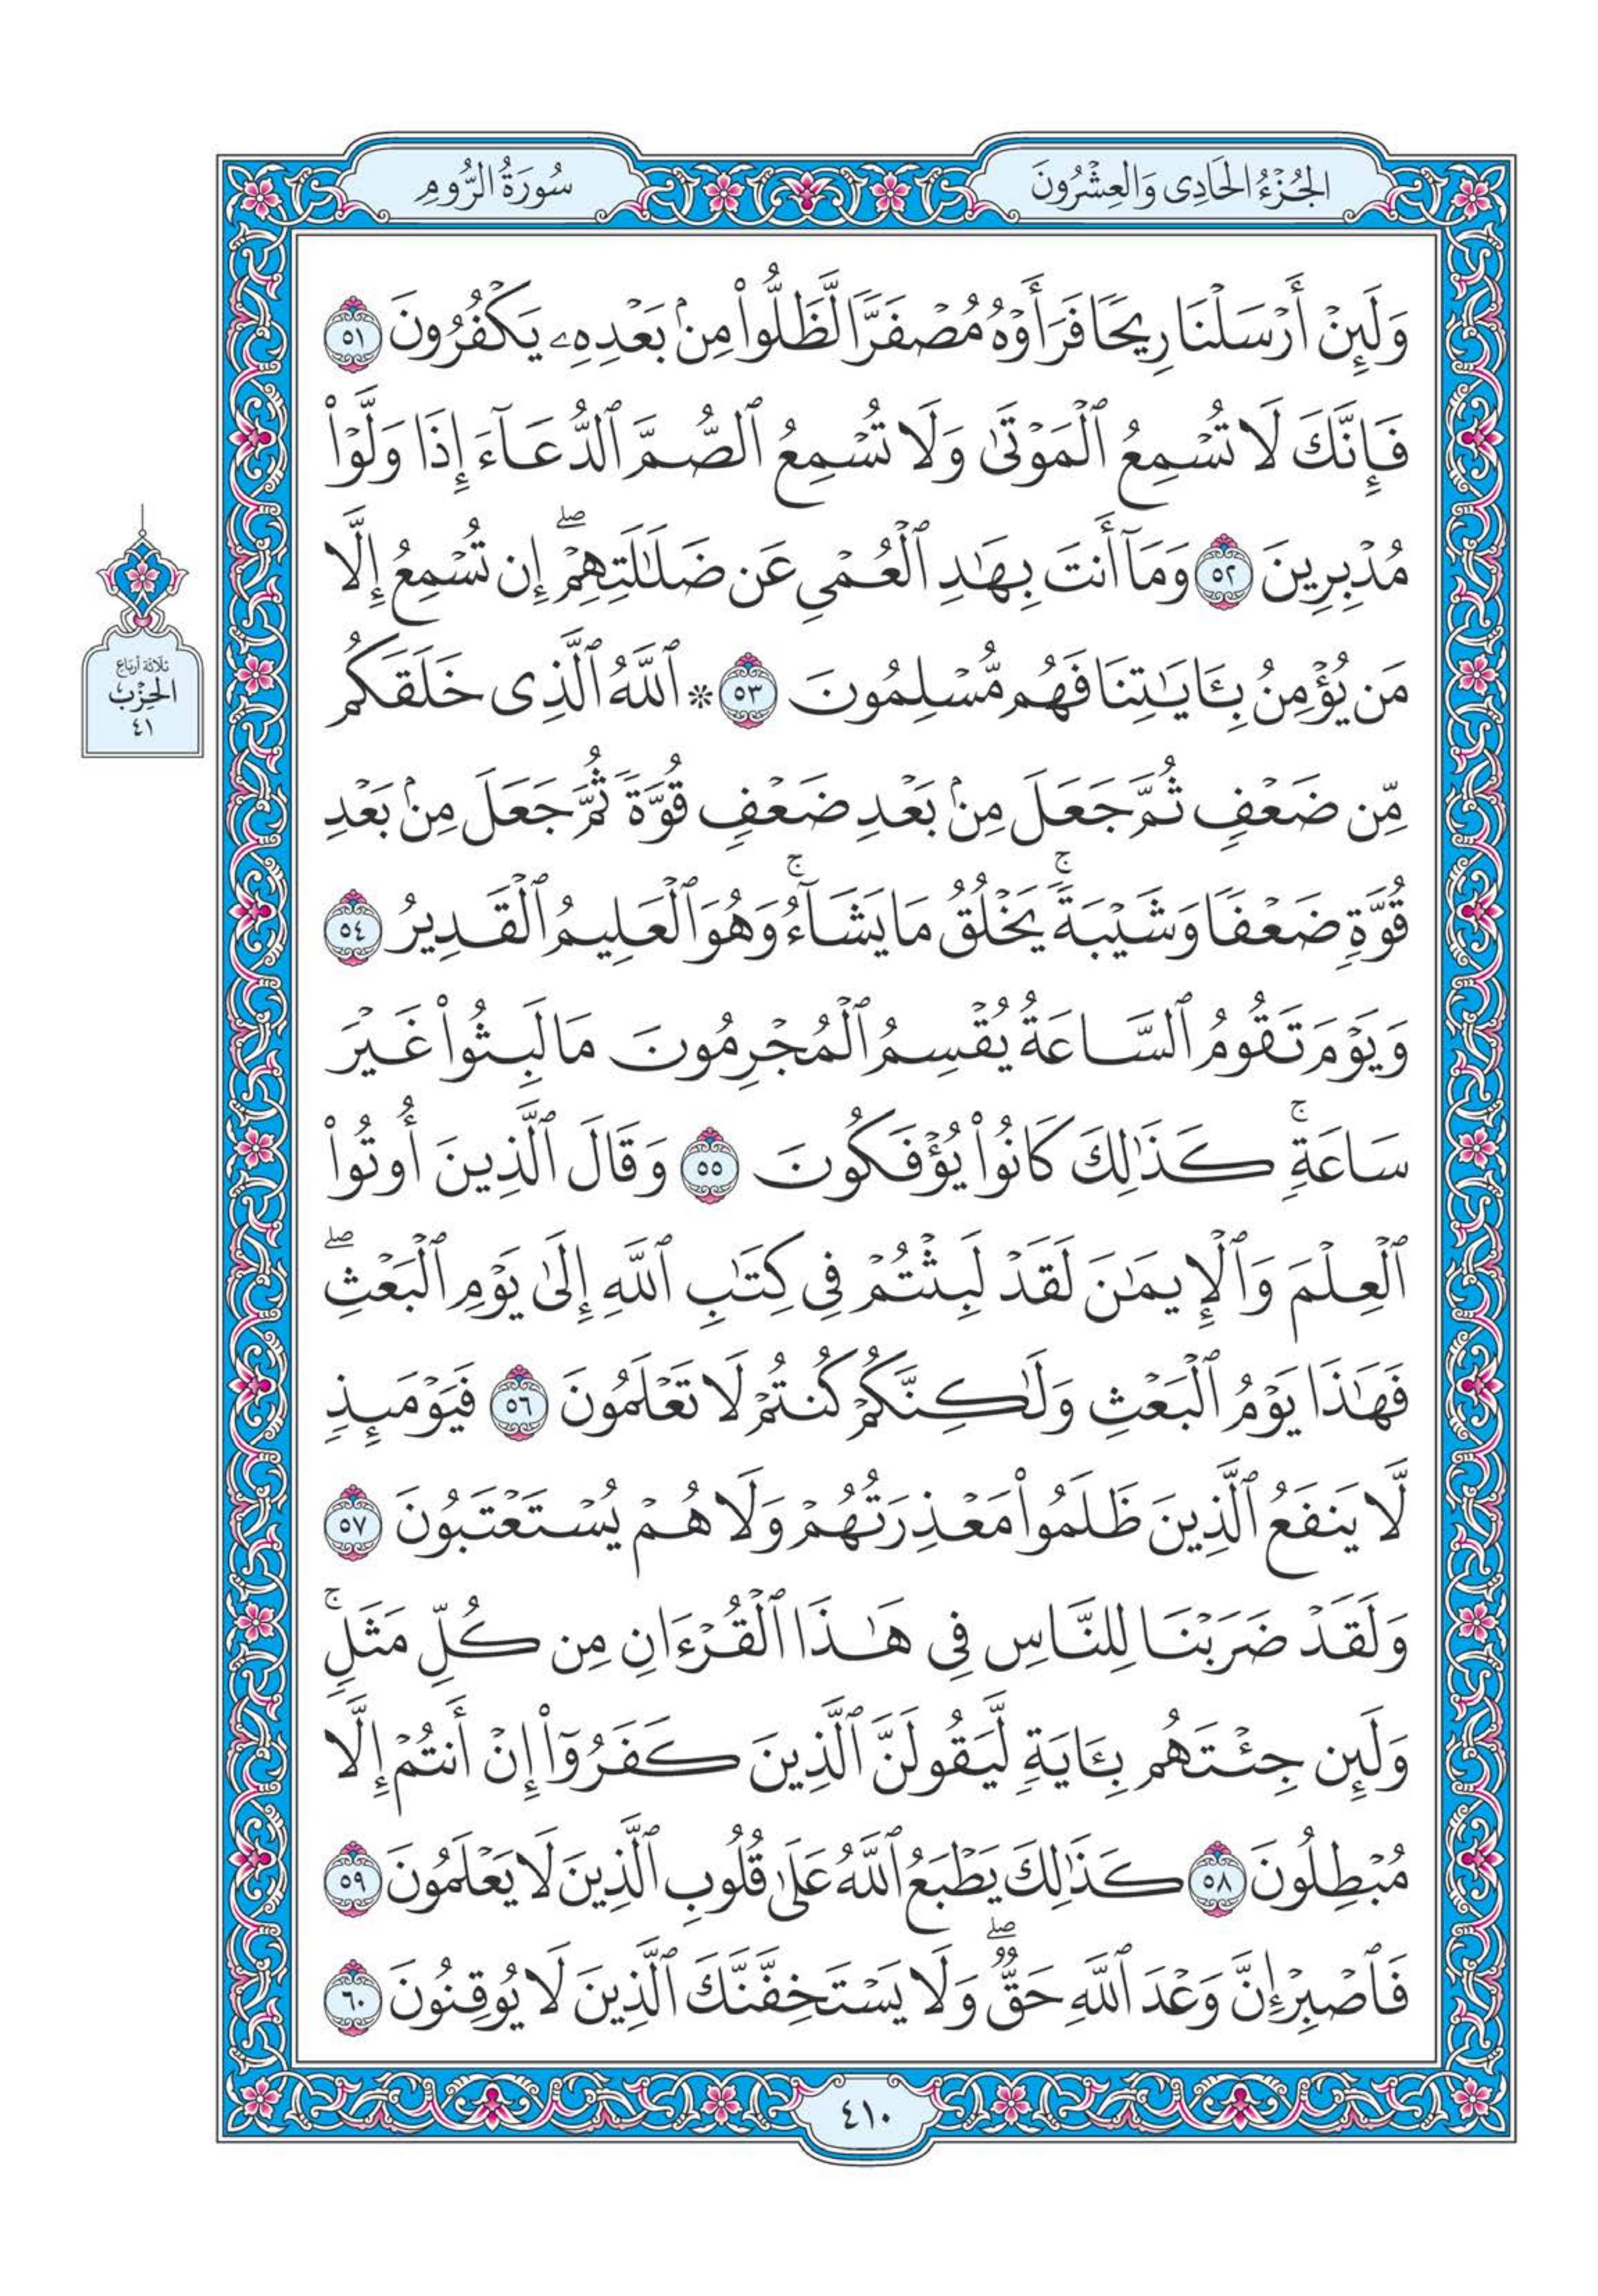 الجُزْءُ الحَادِى وَالعِشْرُونَ
سُورَةُ الرُّومِ
وَلَئِنۡ أَرۡسَلۡنَا رِيحٗا فَرَأَوۡهُ مُصۡفَرّٗا لَّظَلُّواْ مِنۢ بَعۡدِهِۦ يَكۡفُرُونَ ٥١
فَإِنَّكَ لَا تُسۡمِعُ ٱلۡمَوۡتَىٰ وَلَا تُسۡمِعُ ٱلصُّمَّ ٱلدُّعَآءَ إِذَا وَلَّوۡاْ
مُدۡبِرِينَ ٥٢ وَمَآ أَنتَ بِهَٰدِ ٱلۡعُمۡيِ عَن ضَلَٰلَتِهِمۡۖ إِن تُسۡمِعُ إِلَّا
مَن يُؤۡمِنُ بِـَٔايَٰتِنَا فَهُم مُّسۡلِمُونَ ٥٣ ۞ ٱللَّهُ ٱلَّذِى خَلَقَكُم
مِّن ضَعۡفٖ ثُمَّ جَعَلَ مِنۢ بَعۡدِ ضَعۡفٖ قُوَّةٗ ثُمَّ جَعَلَ مِنۢ بَعۡدِ
قُوَّةٖ ضَعۡفٗا وَشَيۡبَةٗۚ يَخۡلُقُ مَا يَشَآءُۚ وَهُوَ ٱلۡعَلِيمُ ٱلۡقَدِيرُ ٥٤
وَيَوۡمَ تَقُومُ ٱلسَّاعَةُ يُقۡسِمُ ٱلۡمُجۡرِمُونَ مَا لَبِثُواْ غَيۡرَ
سَاعَةٖۚ كَذَٰلِكَ كَانُواْ يُؤۡفَكُونَ ٥٥ وَقَالَ ٱلَّذِينَ أُوتُواْ
ٱلۡعِلۡمَ وَٱلۡإِيمَٰنَ لَقَدۡ لَبِثۡتُمۡ فِى كِتَٰبِ ٱللَّهِ إِلَىٰ يَوۡمِ ٱلۡبَعۡثِۖ
فَهَٰذَا يَوۡمُ ٱلۡبَعۡثِ وَلَٰكِنَّكُمۡ كُنتُمۡ لَا تَعۡلَمُونَ ٥٦ فَيَوۡمَئِذٖ
لَّا يَنفَعُ ٱلَّذِينَ ظَلَمُواْ مَعۡذِرَتُهُمۡ وَلَا هُمۡ يُسۡتَعۡتَبُونَ ٥٧
وَلَقَدۡ ضَرَبۡنَا لِلنَّاسِ فِى هَٰذَا ٱلۡقُرۡءَانِ مِن كُلِّ مَثَلٖۚ
وَلَئِن جِئۡتَهُم بِـَٔايَةٖ لَّيَقُولَنَّ ٱلَّذِينَ كَفَرُوٓاْ إِنۡ أَنتُمۡ إِلَّا
مُبۡطِلُونَ ٥٨ كَذَٰلِكَ يَطۡبَعُ ٱللَّهُ عَلَىٰ قُلُوبِ ٱلَّذِينَ لَا يَعۡلَمُونَ ٥٩
فَٱصۡبِرۡ إِنَّ وَعۡدَ ٱللَّهِ حَقّٞۖ وَلَا يَسۡتَخِفَّنَّكَ ٱلَّذِينَ لَا يُوقِنُونَ ٦٠
ثلاثة أرباع
الحِزْب
٤١
٤١٠